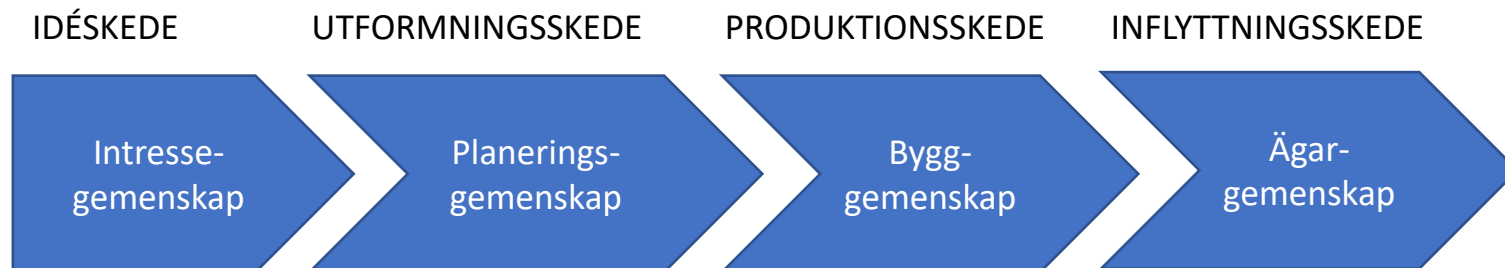 IDÉSKEDE
UTFORMNINGSSKEDE
PRODUKTIONSSKEDE
INFLYTTNINGSSKEDE
Intresse-
gemenskap
Planerings-
gemenskap
Bygg-
gemenskap
Ägar-
gemenskap